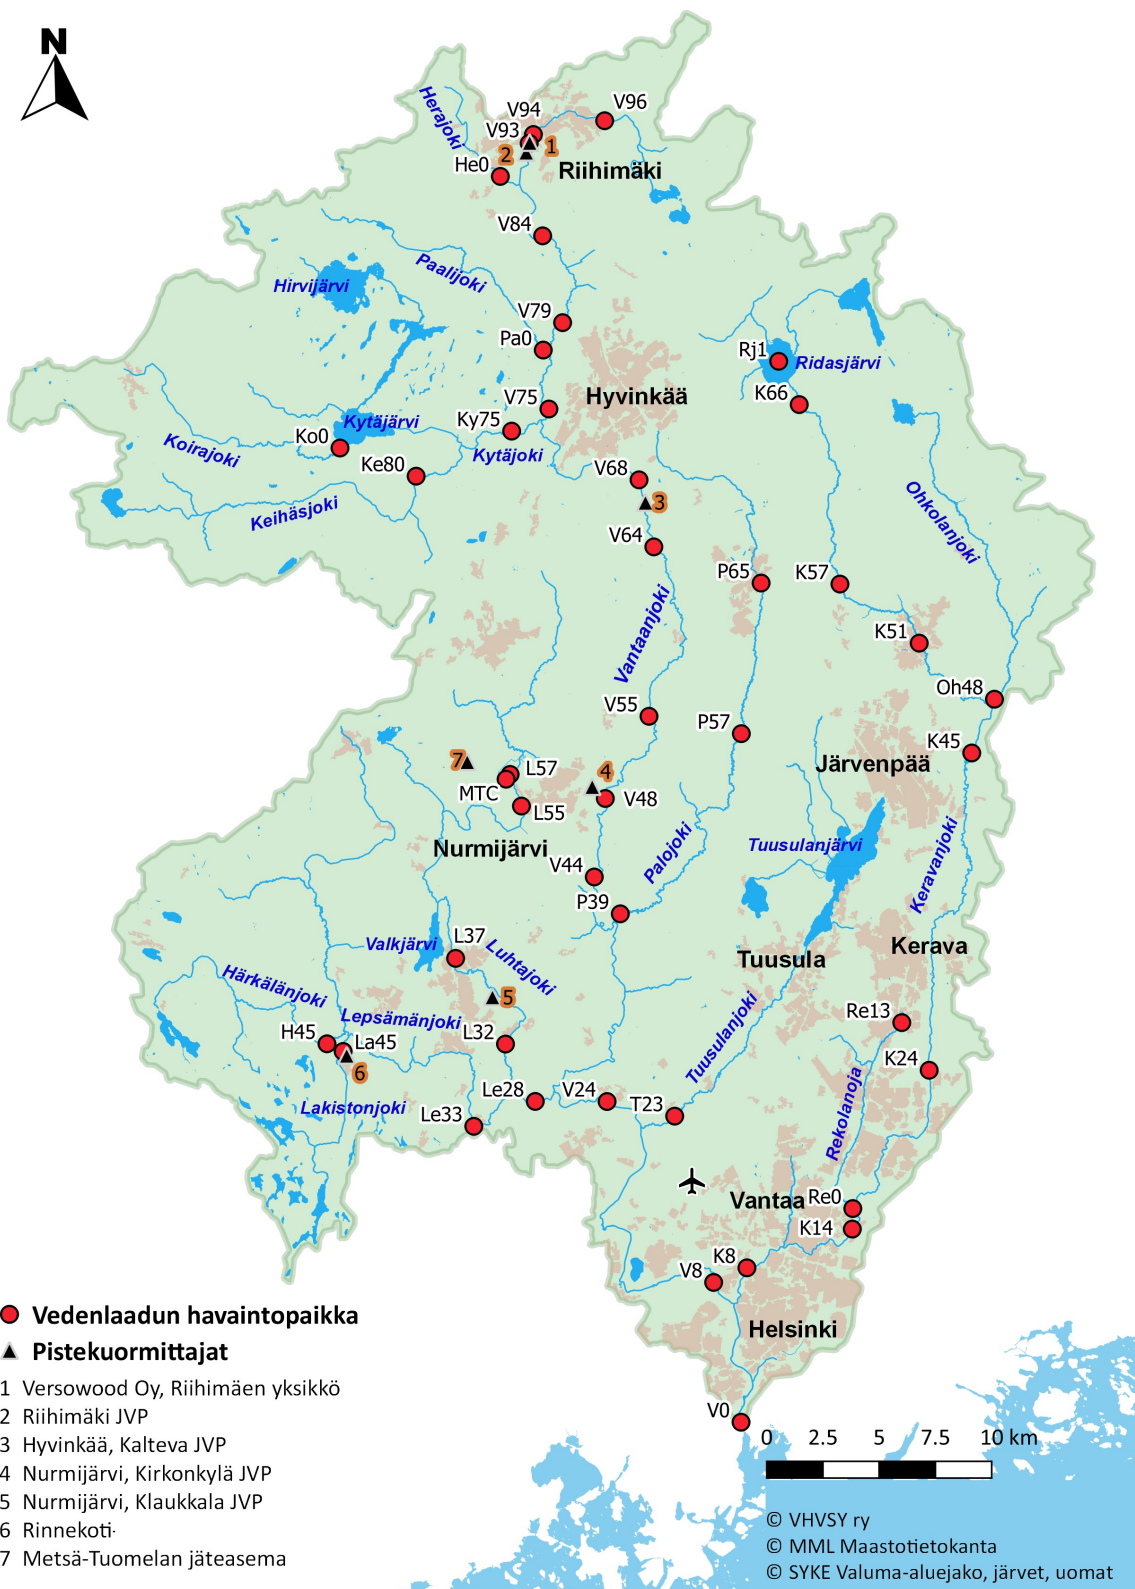 N
V96
V94
Herajoki
V93
1
2
He0
Riihimäki
V84
Paalijoki
Hirvijärvi
V79
Pa0
Rj1
Ridasjärvi
K66
V75
Hyvinkää
Ky75
Kytäjärvi
Ko0
Koirajoki
Kytäjoki
Ke80
V68
3
Keihäsjoki
Ohkolanjoki
V64
P65
K57
Vantaanjoki
K51
Oh48
V55
P57
K45
7
L57
4
Järvenpää
MTC
V48
L55
Nurmijärvi
Palojoki
Tuusulanjärvi
V44
Keravanjoki
P39
L37
Valkjärvi
Luhtajoki
Tuusula
Kerava
Härkälänjoki
5
Re13
Lepsämänjoki
H45
La45
L32
Tuusulanjoki
K24
6
Le28
V24
T23
Lakistonjoki
Le33
Rekolanoja
Vantaa
Re0
K14
K8
V8
Helsinki
V0
Vedenlaadun havaintopaikka
Pistekuormittajat
1 Versowood Oy, Riihimäen yksikkö
2 Riihimäki JVP
3 Hyvinkää, Kalteva JVP
4 Nurmijärvi, Kirkonkylä JVP
5 Nurmijärvi, Klaukkala JVP
6 Rinnekoti
7 Metsä-Tuomelan jäteasema
0 2.5 5 7.5 10 km
© VHVSY ry
© MML Maastotietokanta
© SYKE Valuma-aluejako, järvet, uomat